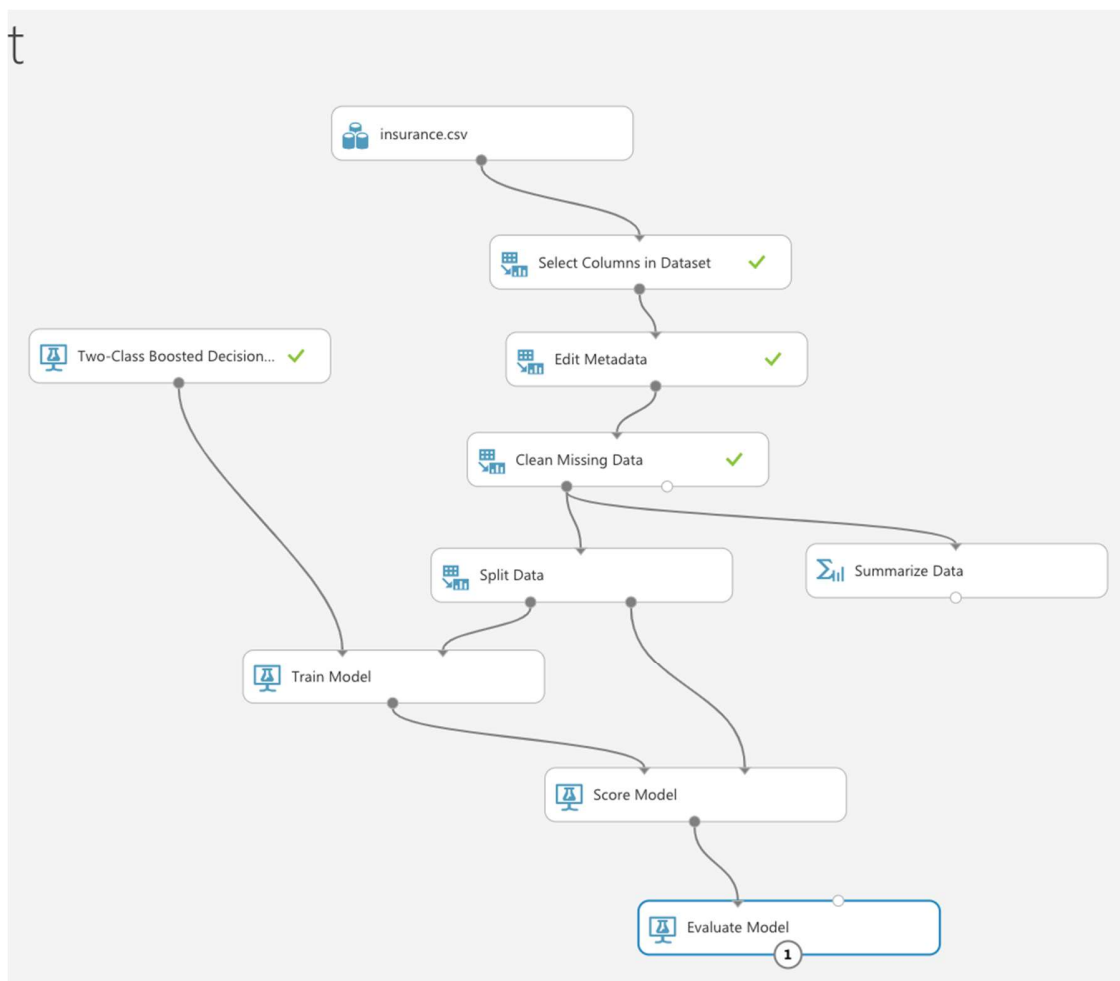 t
insurance.csv
Select Columns in Dataset
Two-Class Boosted Decision...
Edit Metadata
Clean Missing Data
Split Data
Summarize Data
Train Model
Score Model
Evaluate Model
1